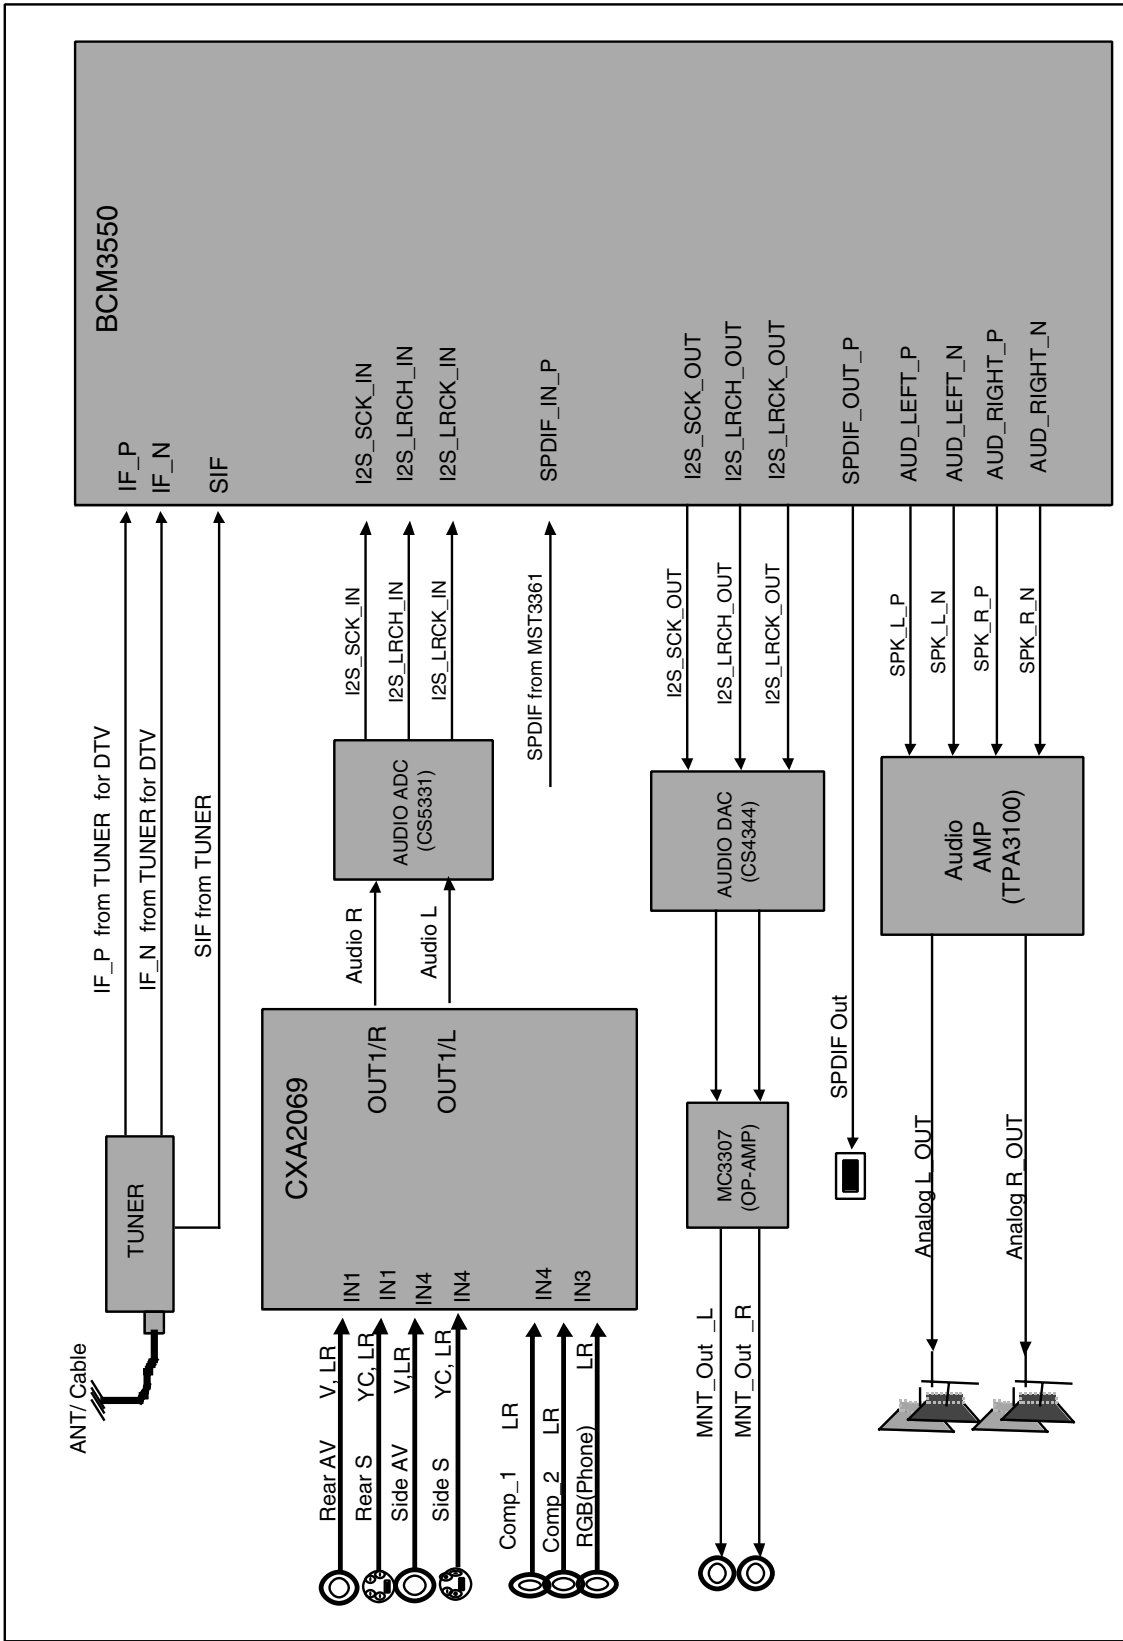 BCM3550
IF_P
IF_N
SIF
I2S_SCK_IN
I2S_LRCH_IN
I2S_LRCK_IN
SPDIF_IN_P
I2S_SCK_OUT
I2S_LRCH_OUT
I2S_LRCK_OUT
SPDIF_OUT_P
AUD_LEFT_P
AUD_LEFT_N
AUD_RIGHT_P
AUD_RIGHT_N
IF_P from TUNER for DTV
IF_N from TUNER for DTV
SIF from TUNER
I2S_SCK_IN
I2S_LRCH_IN
I2S_LRCK_IN
SPDIF from MST3361
I2S_SCK_OUT
I2S_LRCH_OUT
I2S_LRCK_OUT
SPK_L_P
SPK_L_N
SPK_R_P
SPK_R_N
AUDIO ADC
(CS5331)
AUDIO DAC
(CS4344)
Audio
AMP
(TPA3100)
Audio R
Audio L
TUNER
CXA2069
OUT1/R
OUT1/L
IN1
IN1
IN4
IN4
IN4
IN3
MC3307
(OP-AMP)
SPDIF Out
Analog L_OUT
Analog R_OUT
ANT/ Cable
Rear AV V, LR
Rear S YC, LR
Side AV V,LR
Side S YC, LR
Comp_1 LR
Comp_2 LR
RGB(Phone) LR
MNT_Out _L
MNT_Out _R